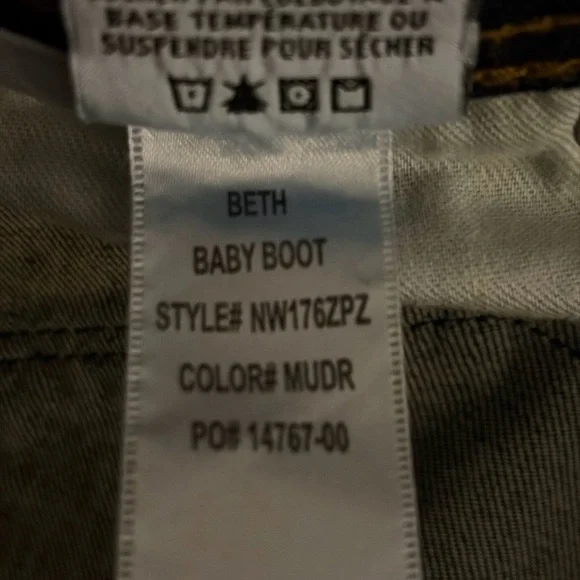 BASE TEMPÉRATURE OU
SUSPENDRE POUR SÉCHER
BETH
BABY BOOT
STYLE# NW176ZPZ
COLOR# MUDR
PO# 14767-00